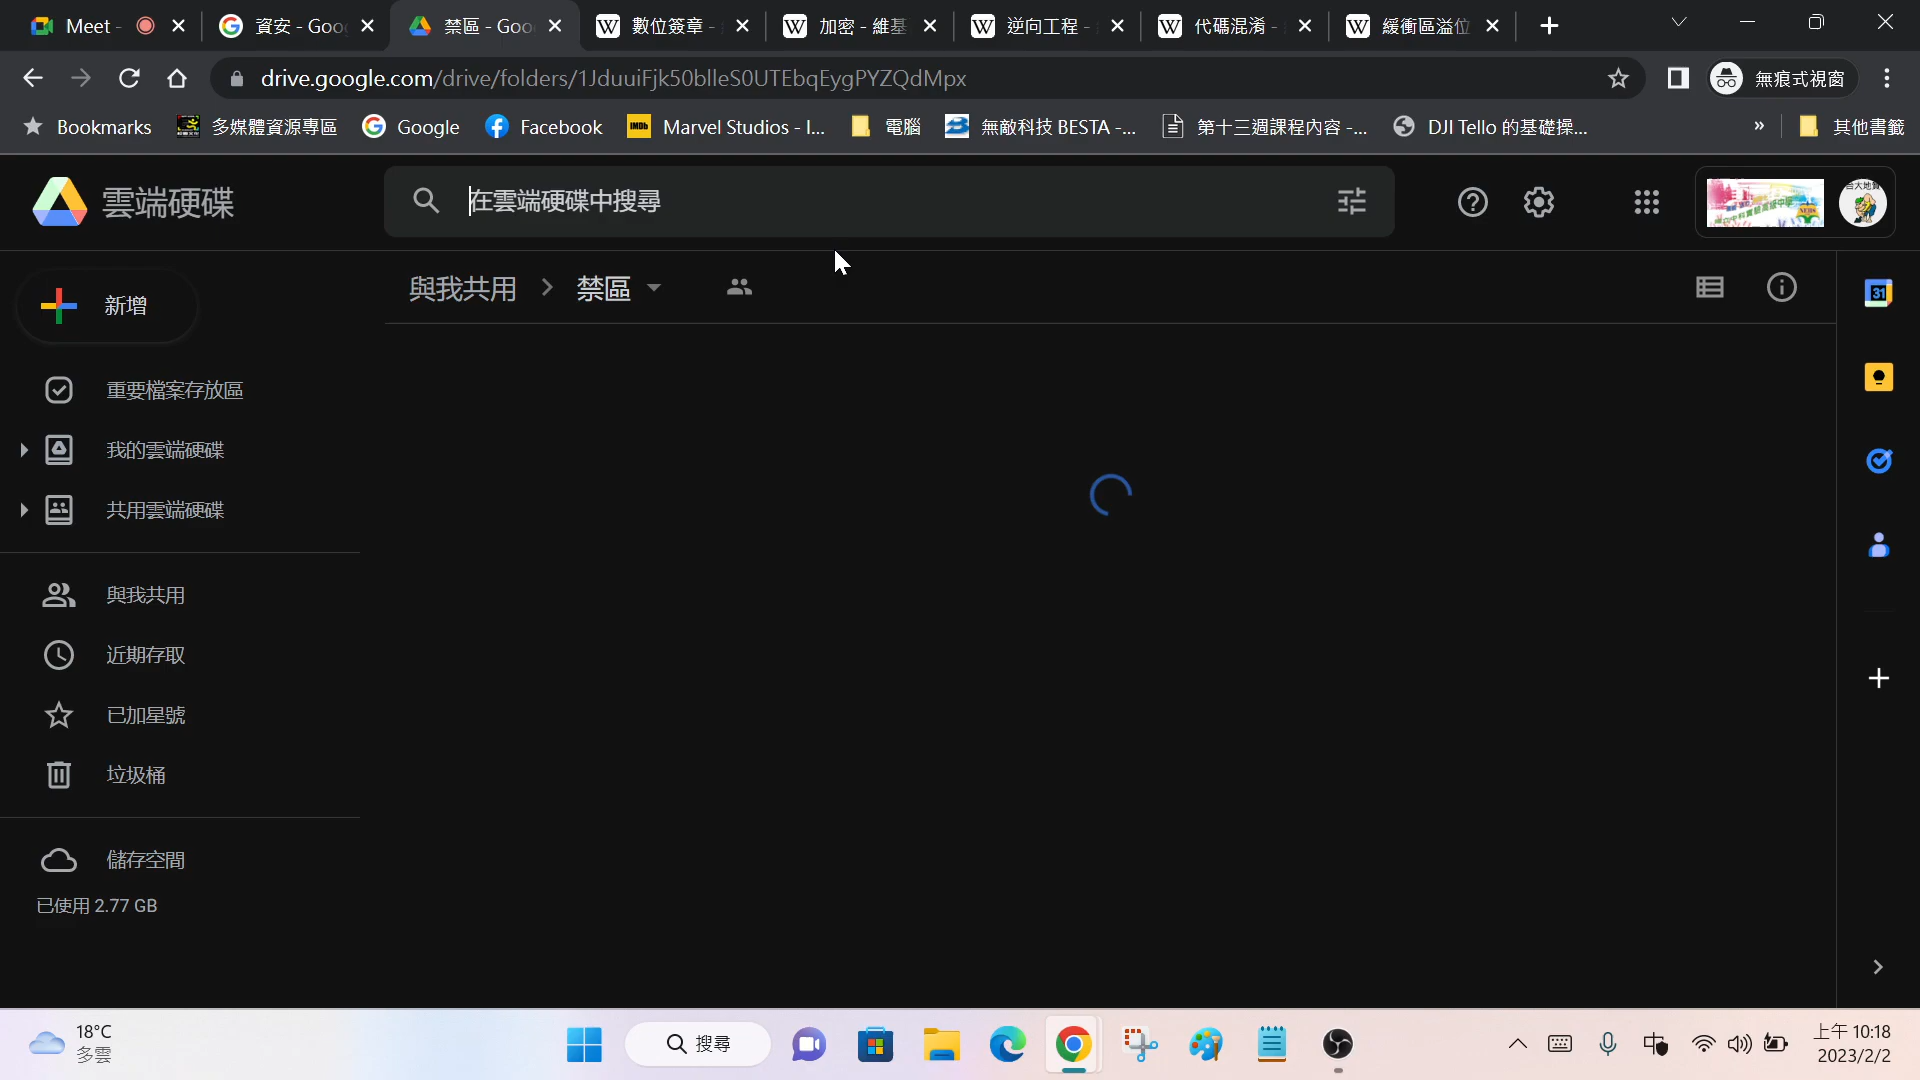 Meet -
資安 - Goo
禁區 - Goo
數位簽章 -
加密 - 維基
逆向工程 -
代碼混淆 -
緩衝區溢位
drive.google.com/drive/folders/1JduuiFjk50blleS0UTEbqEygPYZQdMpx
無痕式視窗
Bookmarks
多媒體資源專區
Google
Facebook
Marvel Studios - I...
電腦
無敵科技 BESTA -...
第十三週課程內容 -...
DJI Tello 的基礎操...
»
其他書籤
雲端硬碟
在雲端硬碟中搜尋
新增
與我共用
禁區
31
重要檔案存放區
我的雲端硬碟
共用雲端硬碟
與我共用
近期存取
已加星號
垃圾桶
儲存空間
已使用 2.77 GB
18°C
多雲
搜尋
上午 10:18
2023/2/2